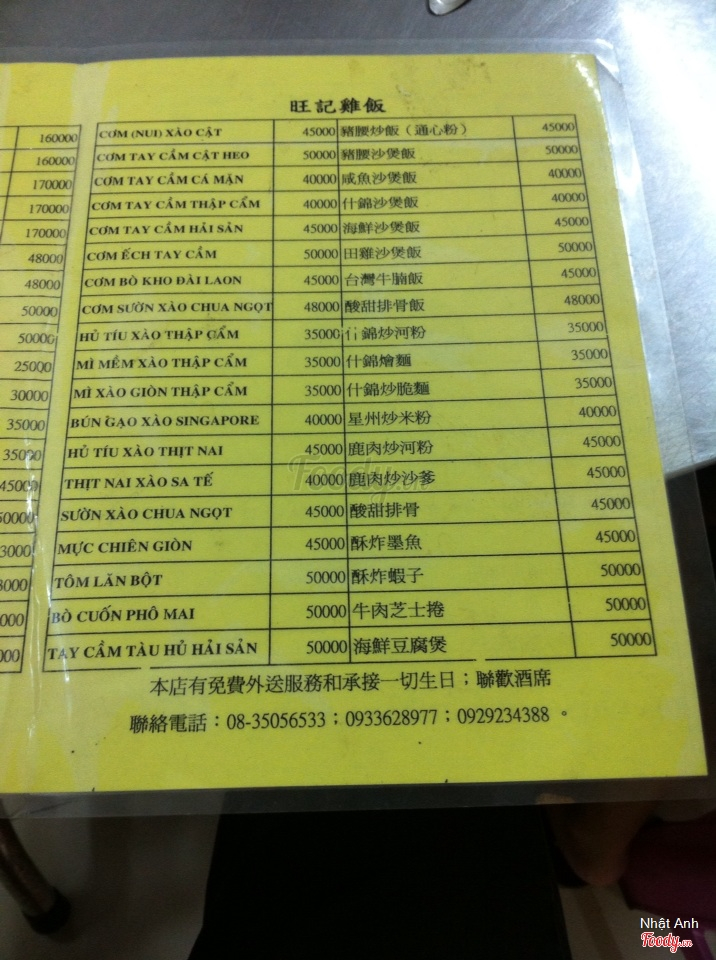 旺記雞飯
160000
160000
170000
170000
170000
48000
48000
50000
50000
25000
30000
35000
35000
45000
CƠM (NUI) XÀO CẬT 45000 豬腰炒飯（通心粉） 45000
CƠM TAY CẦM CẬT HEO 50000 豬腰沙煲飯 50000
CƠM TAY CẦM CÁ MẶN 40000 咸魚沙煲飯 40000
CƠM TAY CẦM THẬP CẨM 40000 什錦沙煲飯 40000
CƠM TAY CẦM HẢI SẢN 45000 海鮮沙煲飯 45000
CƠM ẾCH TAY CẦM 50000 田雞沙煲飯 50000
CƠM BÒ KHO ĐÀI LAON 45000 台灣牛腩飯 45000
CƠM SƯỜN XÀO CHUA NGỌT 48000 酸甜排骨飯 48000
HỦ TÍU XÀO THẬP CẨM 35000 什錦炒河粉 35000
MÌ MỀM XÀO THẬP CẨM 35000 什錦燴麵 35000
MÌ XÀO GIÒN THẬP CẨM 35000 什錦炒脆麵 35000
BÚN GẠO XÀO SINGAPORE 40000 星州炒米粉 40000
HỦ TÍU XÀO THỊT NAI 45000 鹿肉炒河粉 45000
THỊT NAI XÀO SA TẾ 40000 鹿肉炒沙爹 45000
SƯỜN XÀO CHUA NGỌT 45000 酸甜排骨 45000
MỰC CHIÊN GIÒN 45000 酥炸墨魚 45000
TÔM LĂN BỘT 50000 酥炸蝦子 50000
BÒ CUỐN PHÔ MAI 50000 牛肉芝士捲 50000
TAY CẦM TÀU HỦ HẢI SẢN 50000 海鮮豆腐煲 50000
本店有免費外送服務和承接一切生日；聯歡酒席
聯絡電話：08-35056533；0933628977；0929234388 。
Foody.vn
Nhật Anh
Foody.vn